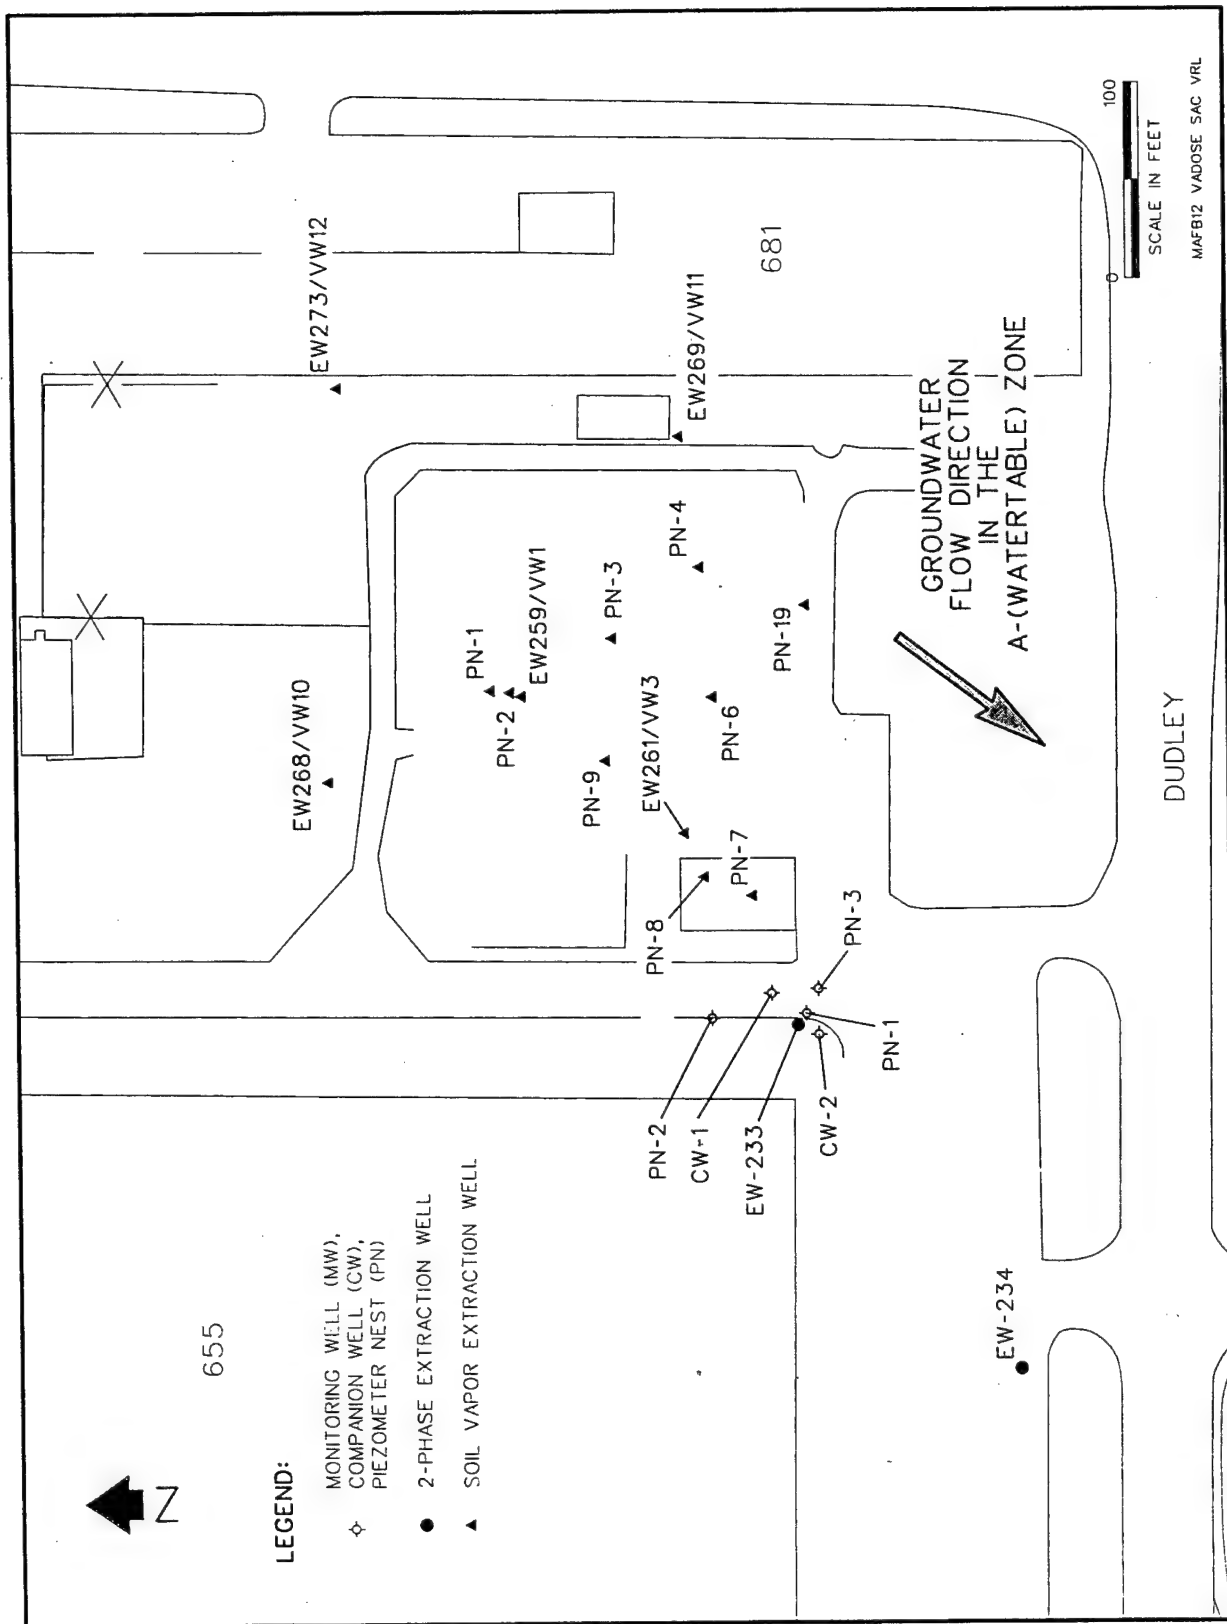 N
655
LEGEND:
MONITORING WELL (MW),
COMPANION WELL (CW),
PIEZOMETER NEST (PN)
2-PHASE EXTRACTION WELL
SOIL VAPOR EXTRACTION WELL
EW268/VW10
EW273/VW12
PN-1
PN-2
EW259/VW1
PN-9
PN-3
EW261/VW3
PN-4
EW269/VW11
PN-6
PN-8
PN-7
PN-19
681
PN-2
CW-1
EW-233
CW-2
PN-3
PN-1
EW-234
GROUNDWATER
FLOW DIRECTION
IN THE
A-(WATERTABLE) ZONE
DUDLEY
0 100
SCALE IN FEET
MAFB12 VADOSE SAC VRL